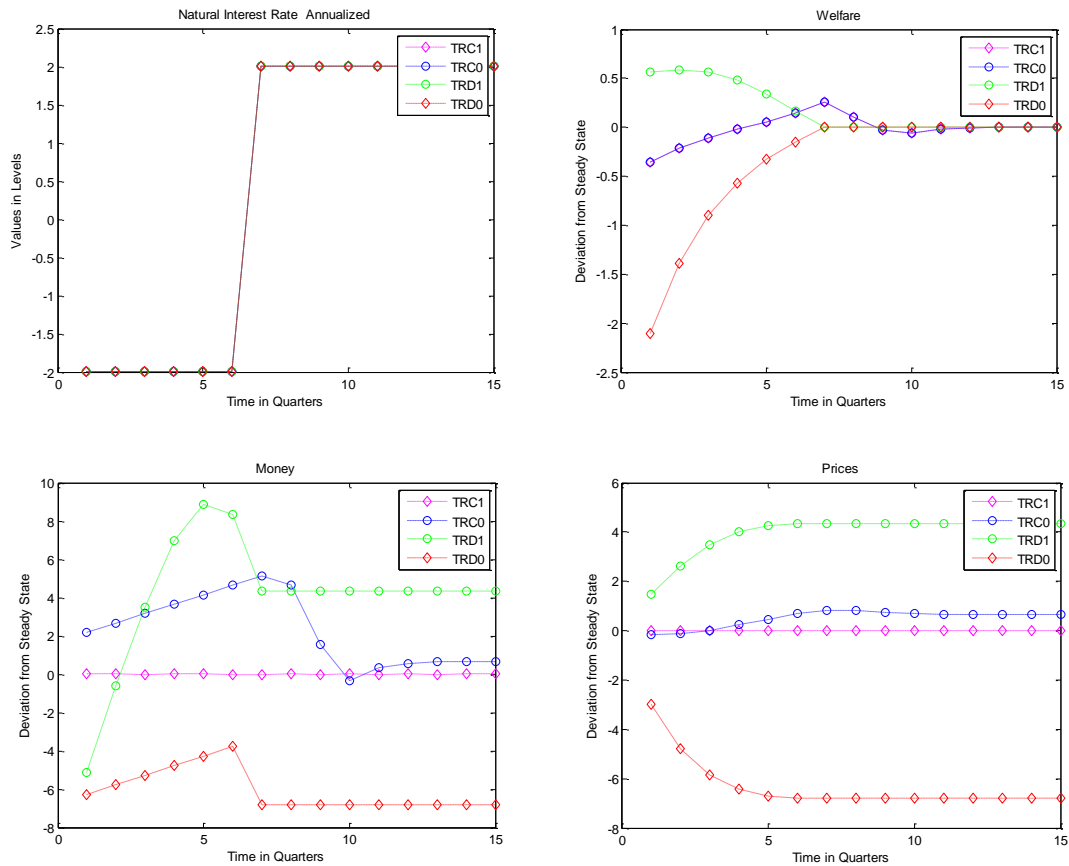 Natural Interest Rate Annualized
2.5
2
1.5
1
0.5
0
-0.5
-1
-1.5
-2
Values in Levels
0 5 10 15
Time in Quarters
TRC1
TRC0
TRD1
TRD0
Welfare
1
0.5
0
-0.5
-1
-1.5
-2
-2.5
Deviation from Steady State
0 5 10 15
Time in Quarters
TRC1
TRC0
TRD1
TRD0
Money
10
8
6
4
2
0
-2
-4
-6
-8
Deviation from Steady State
0 5 10 15
Time in Quarters
TRC1
TRC0
TRD1
TRD0
Prices
6
4
2
0
-2
-4
-6
-8
Deviation from Steady State
0 5 10 15
Time in Quarters
TRC1
TRC0
TRD1
TRD0